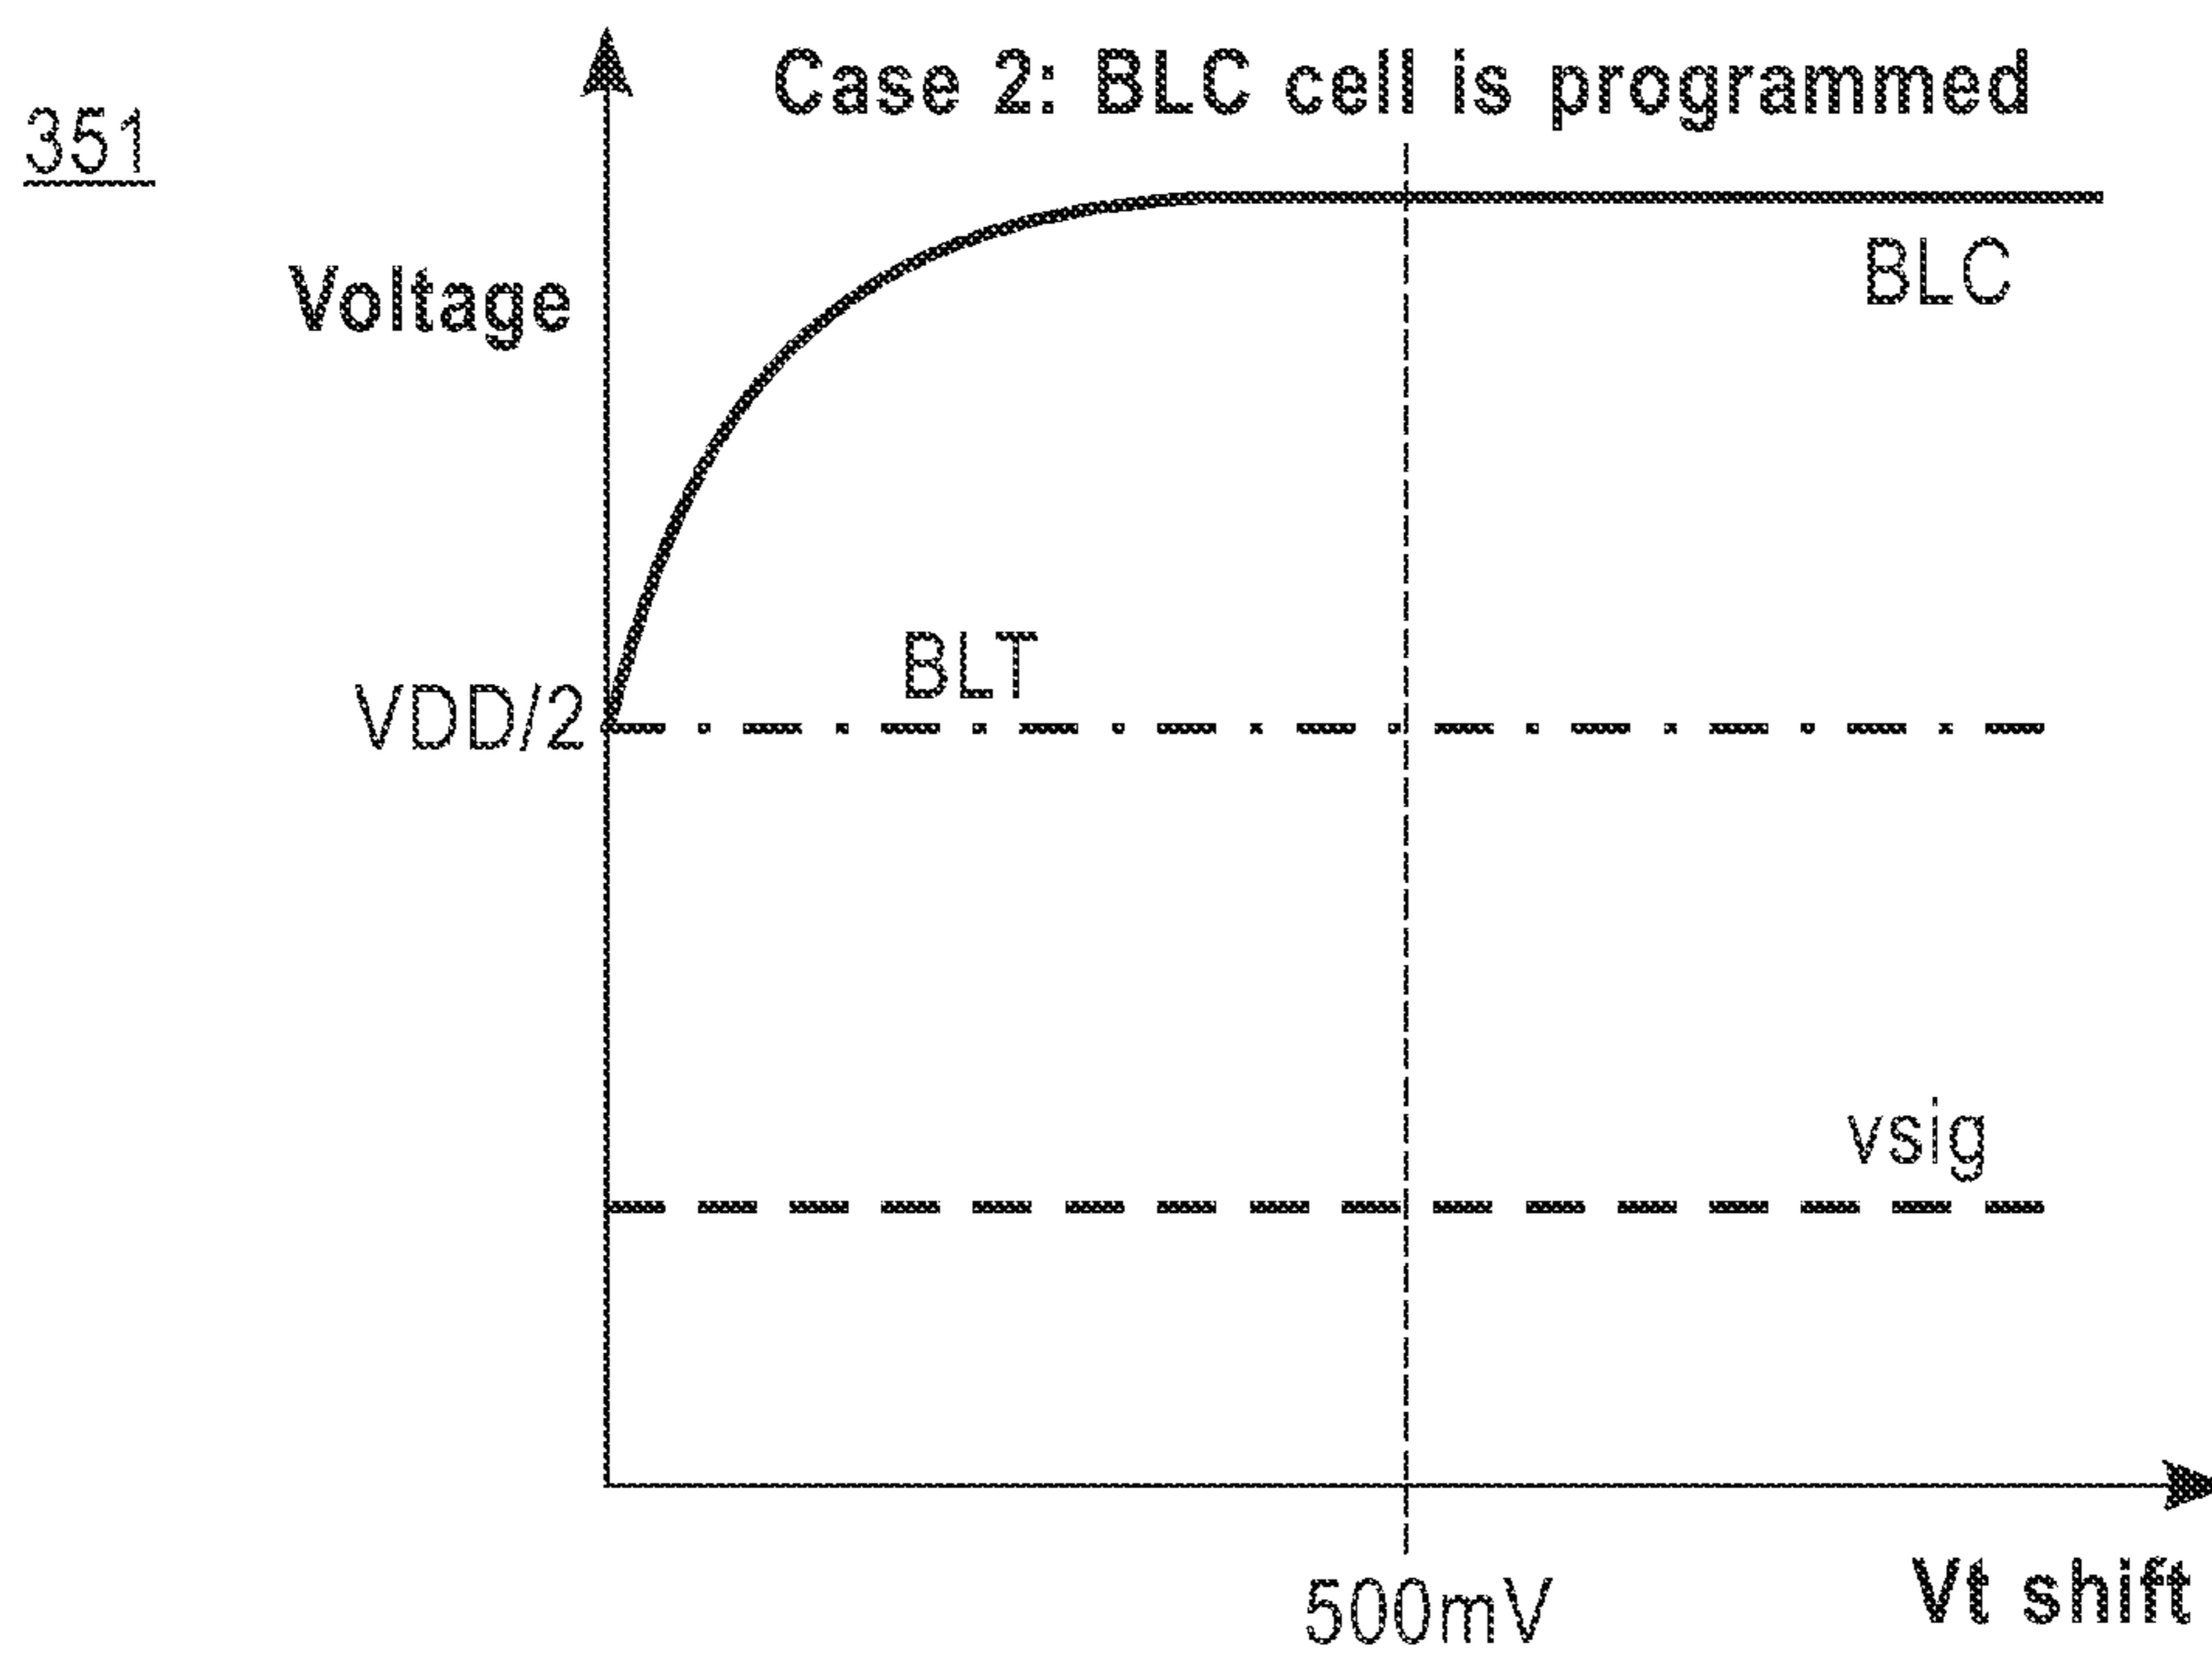 Case 2: BLC cell is programmed
351
Voltage
BLC
BLT
VDD/2
vsig
500mV
Vt shift